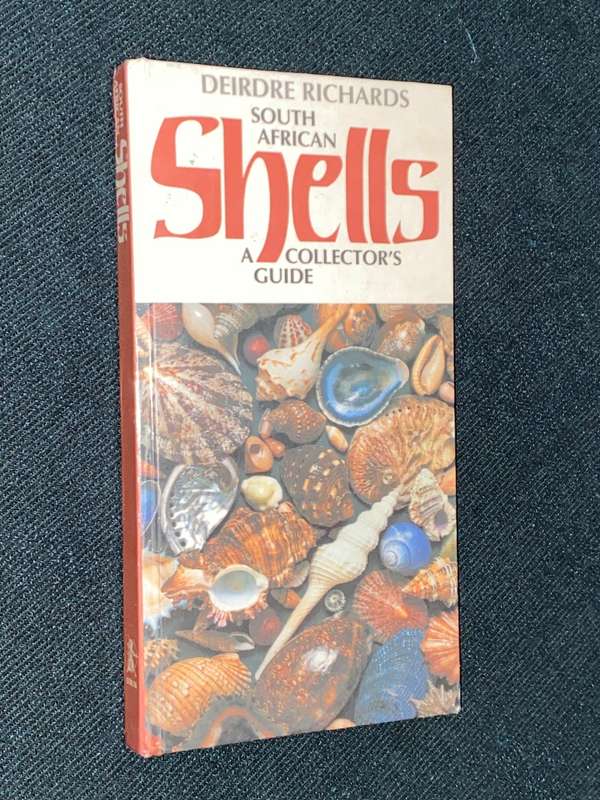 DEIRDRE RICHARDS
SOUTH
AFRICAN
Shells
A COLLECTOR'S
GUIDE
Shells